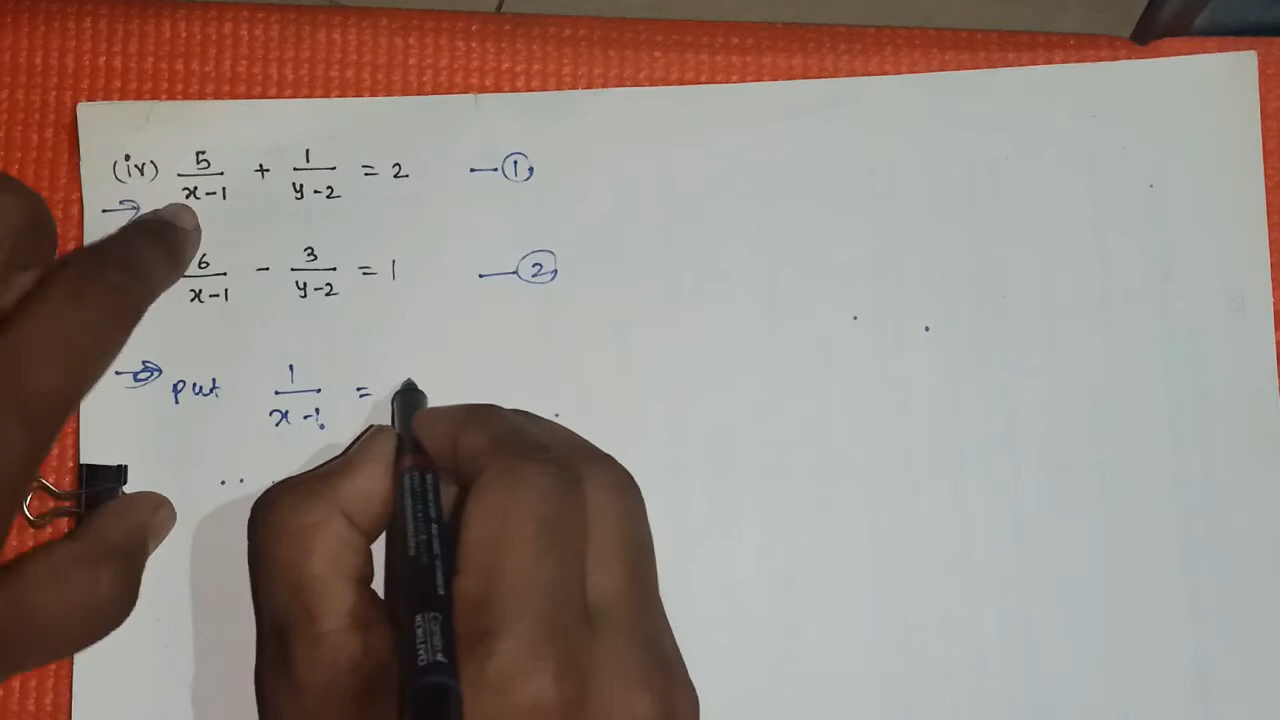 (iv) 5/(x-1) + 1/(y-2) = 2 —①
6/(x-1) - 3/(y-2) = 1 —②
→ put 1/(x-1) =